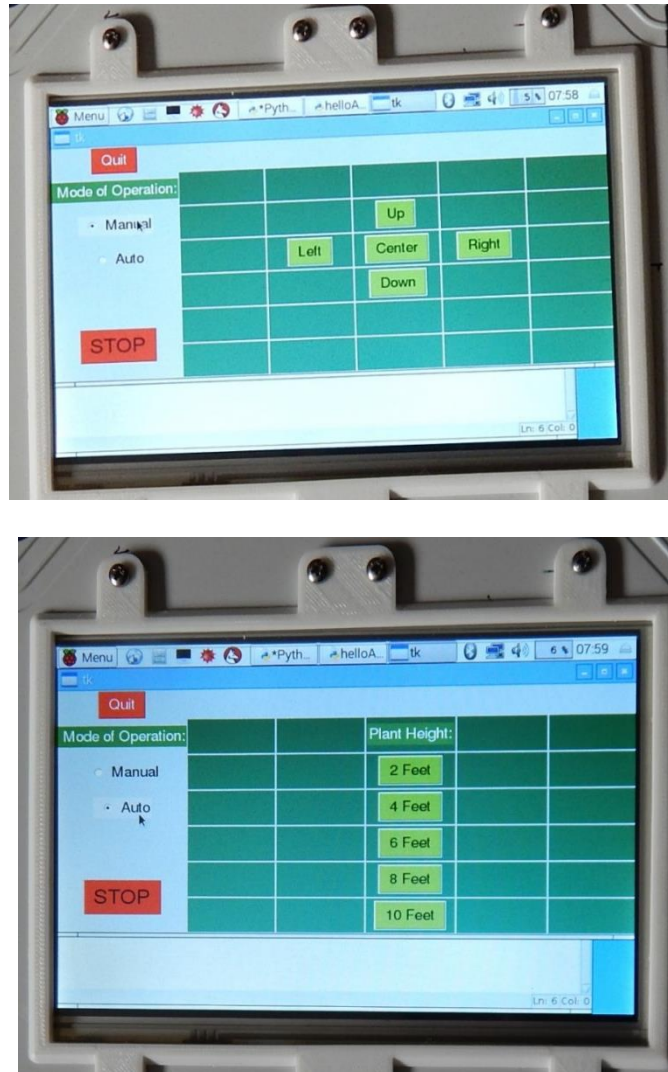 Menu *Pyth... helloA... tk 5 % 07:58
tk
Quit
Mode of Operation:
Manual
Up
Left Center Right
Auto
Down
STOP
Ln: 6 Col: 0
Menu *Pyth... helloA... tk 6 % 07:59
tk
Quit
Mode of Operation: Plant Height:
Manual 2 Feet
Auto 4 Feet
6 Feet
8 Feet
STOP
10 Feet
Ln: 6 Col: 0